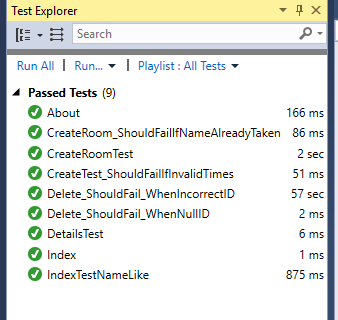 Test Explorer
Search
Run All | Run... | Playlist : All Tests
Passed Tests (9)
About 166 ms
CreateRoom_ShouldFailIfNameAlreadyTaken 86 ms
CreateRoomTest 2 sec
CreateTest_ShouldFailIfInvalidTimes 51 ms
Delete_ShouldFail_WhenIncorrectID 57 sec
Delete_ShouldFail_WhenNullID 2 ms
DetailsTest 6 ms
Index 1 ms
IndexTestNameLike 875 ms